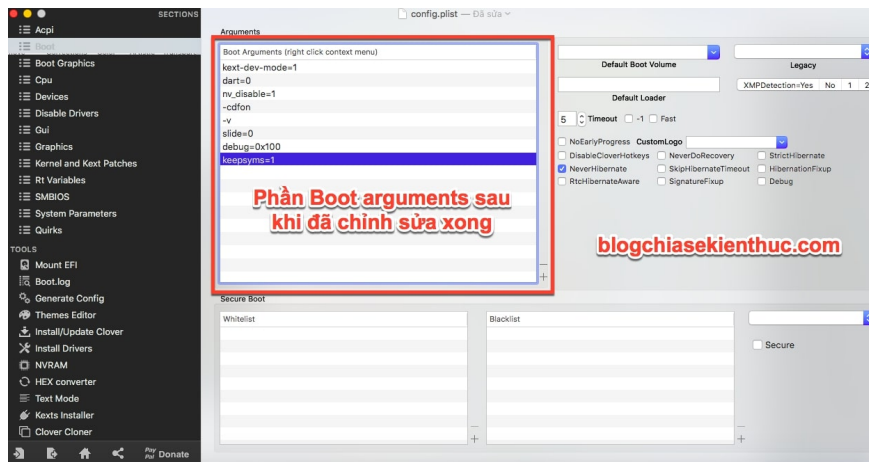 SECTIONS
config.plist — Đã sửa
Acpi
Boot
Boot Graphics
Cpu
Devices
Disable Drivers
Gui
Graphics
Kernel and Kext Patches
Rt Variables
SMBIOS
System Parameters
Quirks
TOOLS
Mount EFI
Boot.log
Generate Config
Themes Editor
Install/Update Clover
Install Drivers
NVRAM
HEX converter
Text Mode
Kexts Installer
Clover Cloner
Pay
Pal Donate
Arguments
Boot Arguments (right click context menu)
kext-dev-mode=1
dart=0
nv_disable=1
-cdfon
-v
slide=0
debug=0x100
keepsyms=1
Phần Boot arguments sau
khi đã chỉnh sửa xong
Default Boot Volume
Legacy
Default Loader
XMPDetection=Yes No 1 2
5 Timeout -1 Fast
NoEarlyProgress CustomLogo
DisableCloverHotkeys NeverDoRecovery StrictHibernate
NeverHibernate SkipHibernateTimeout HibernationFixup
RtcHibernateAware SignatureFixup Debug
blogchiasekienthuc.com
Secure Boot
Whitelist
Blacklist
Secure